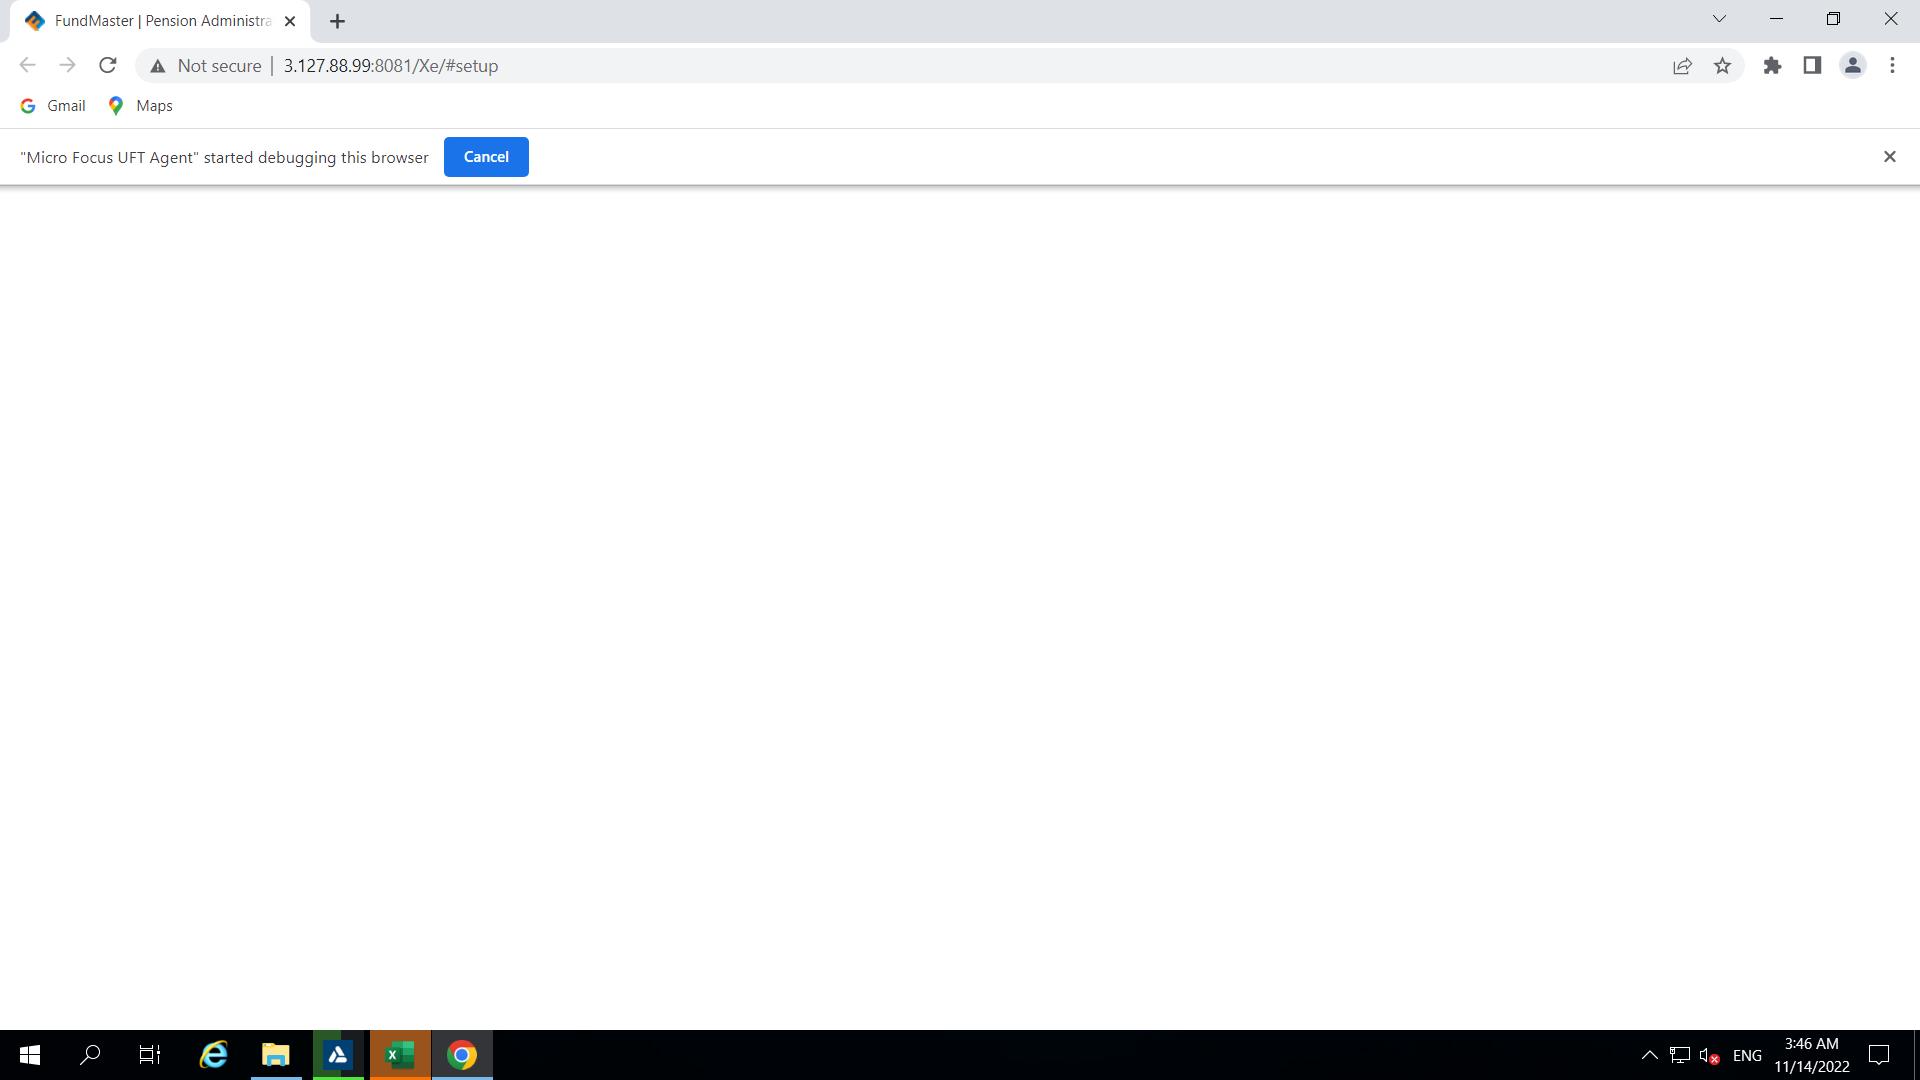 FundMaster | Pension Administra
Not secure | 3.127.88.99:8081/Xe/#setup
Gmail
Maps
"Micro Focus UFT Agent" started debugging this browser
Cancel
ENG
3:46 AM
11/14/2022